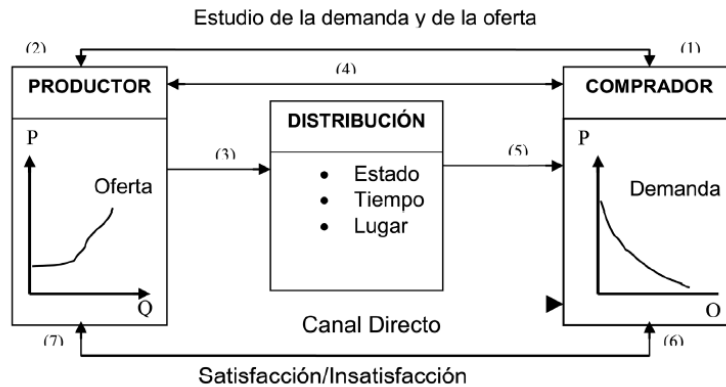 Estudio de la demanda y de la oferta
(2) (1)
PRODUCTOR (4) COMPRADOR
DISTRIBUCIÓN
P (3) (5) P
Oferta • Estado Demanda
• Tiempo
• Lugar
Q O
Canal Directo
(7) (6)
Satisfacción/Insatisfacción